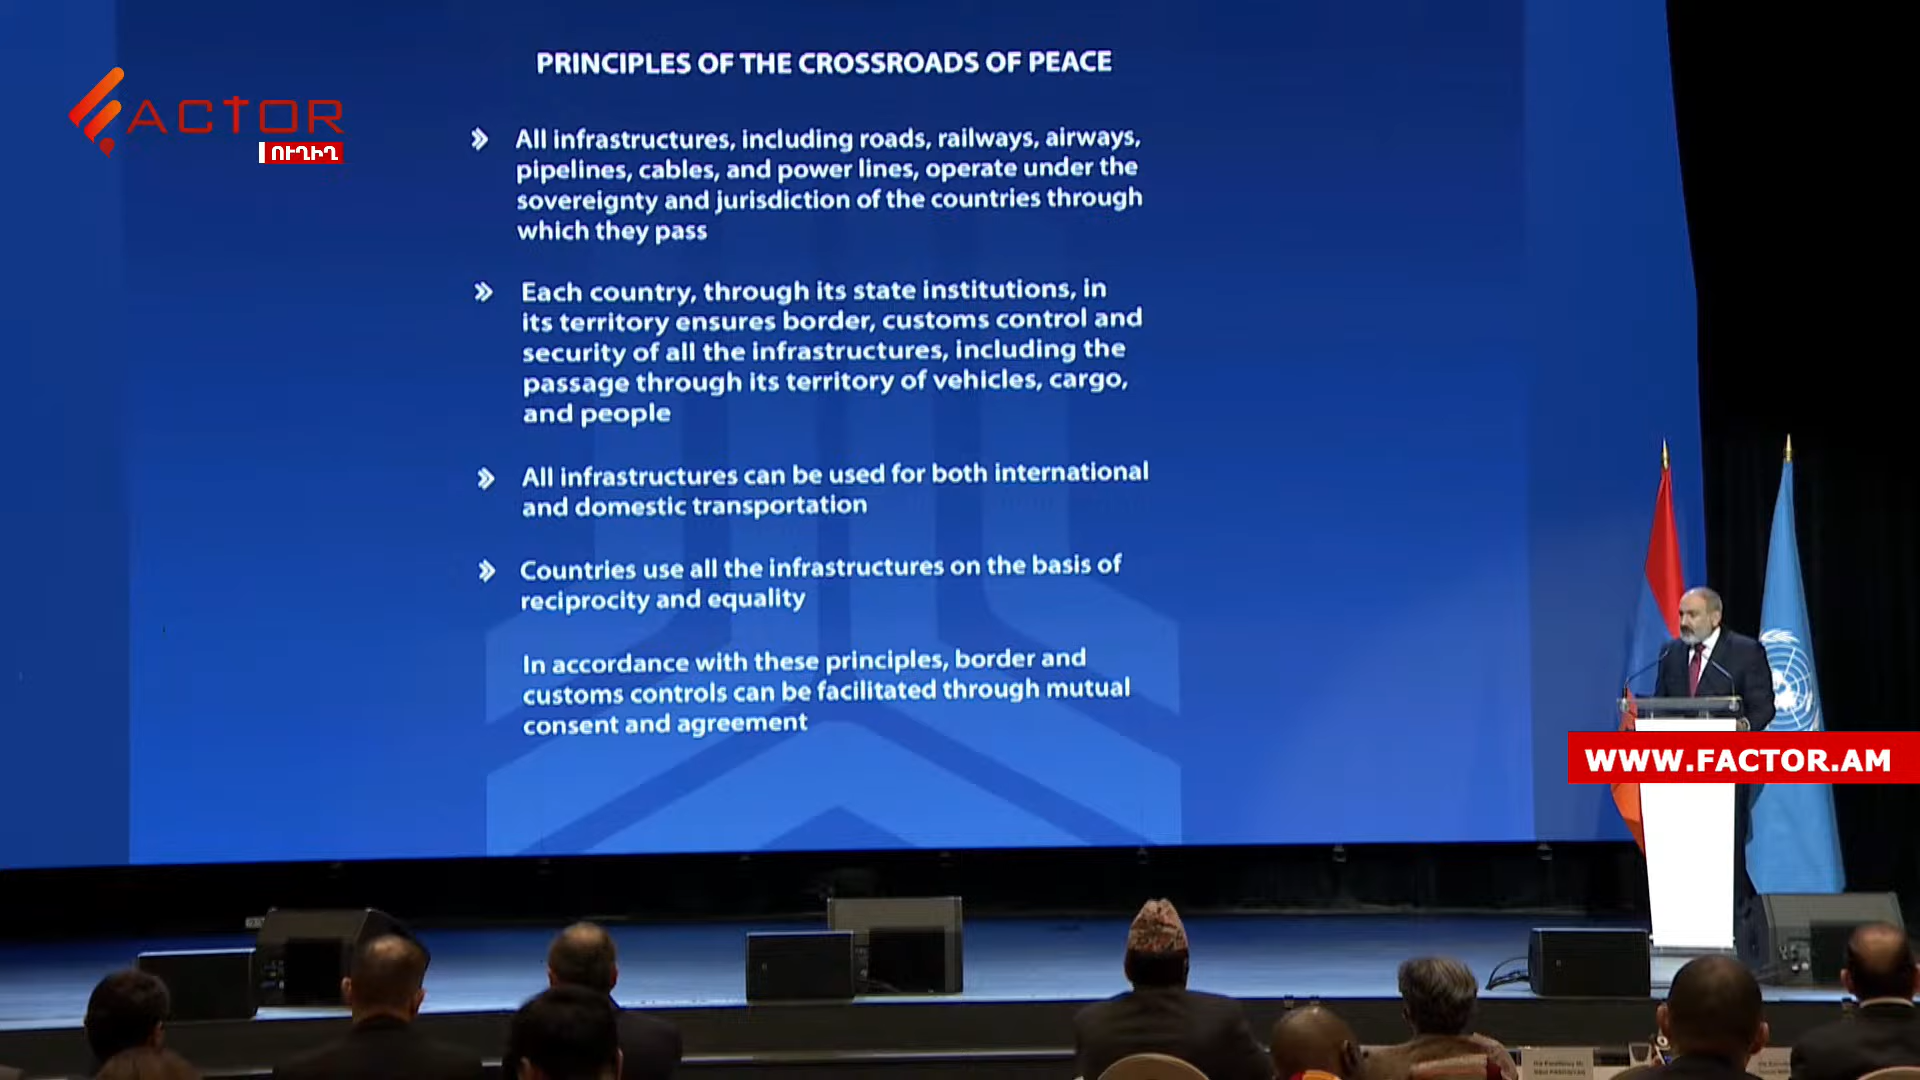 PRINCIPLES OF THE CROSSROADS OF PEACE
ACTOR
ՈՒՂԻՂ
All infrastructures, including roads, railways, airways,
pipelines, cables, and power lines, operate under the
sovereignty and jurisdiction of the countries through
which they pass
Each country, through its state institutions, in
its territory ensures border, customs control and
security of all the infrastructures, including the
passage through its territory of vehicles, cargo,
and people
All infrastructures can be used for both international
and domestic transportation
Countries use all the infrastructures on the basis of
reciprocity and equality
In accordance with these principles, border and
customs controls can be facilitated through mutual
consent and agreement
WWW.FACTOR.AM